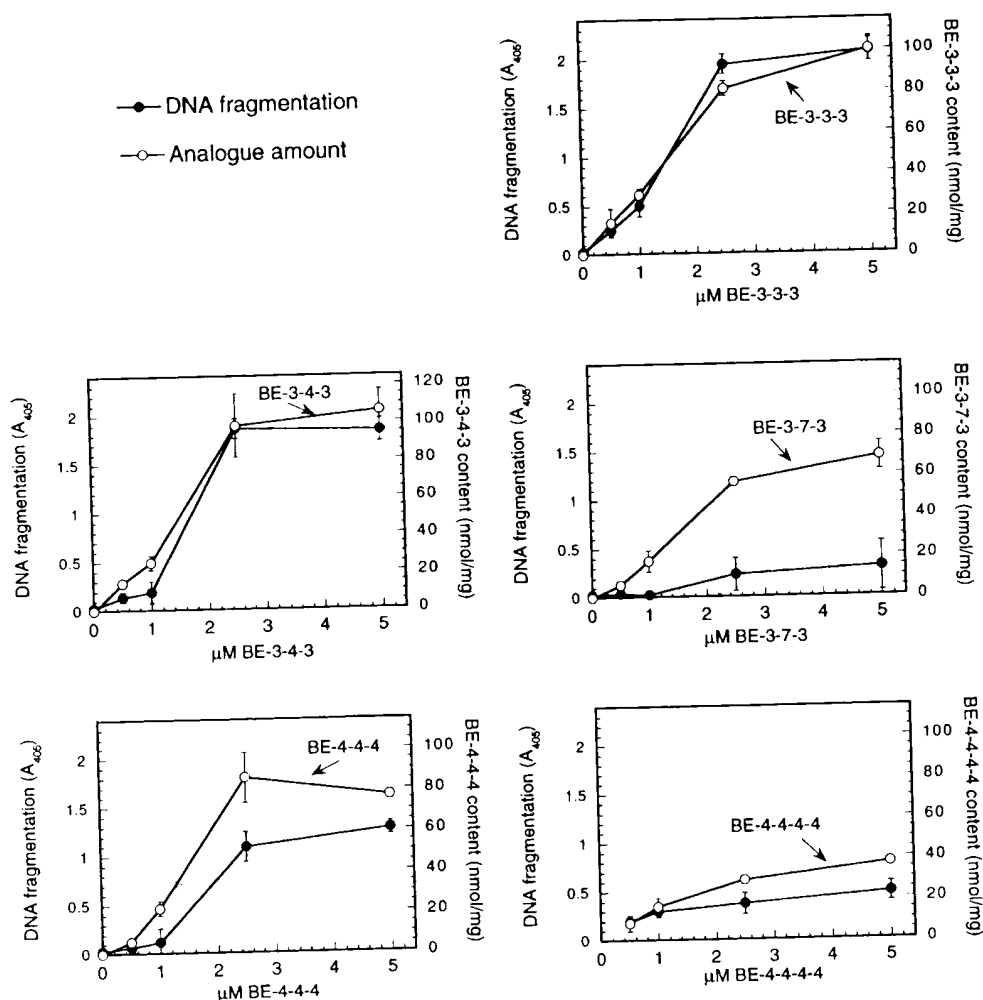 DNA fragmentation
Analogue amount
DNA fragmentation (A405)
2
1.5
1
0.5
0
BE-3-3-3
BE-3-3-3 content (nmol/mg)
100
80
60
40
20
0
0 1 2 3 4 5
µM BE-3-3-3
DNA fragmentation (A405)
2
1.5
1
0.5
0
BE-3-4-3
BE-3-4-3 content (nmol/mg)
120
100
80
60
40
20
0
0 1 2 3 4 5
µM BE-3-4-3
DNA fragmentation (A405)
2
1.5
1
0.5
0
BE-3-7-3
BE-3-7-3 content (nmol/mg)
100
80
60
40
20
0
0 1 2 3 4 5
µM BE-3-7-3
DNA fragmentation (A405)
2
1.5
1
0.5
0
BE-4-4-4
BE-4-4-4 content (nmol/mg)
100
80
60
40
20
0
0 1 2 3 4 5
µM BE-4-4-4
DNA fragmentation (A405)
2
1.5
1
0.5
0
BE-4-4-4-4
BE-4-4-4-4 content (nmol/mg)
100
80
60
40
20
0
0 1 2 3 4 5
µM BE-4-4-4-4